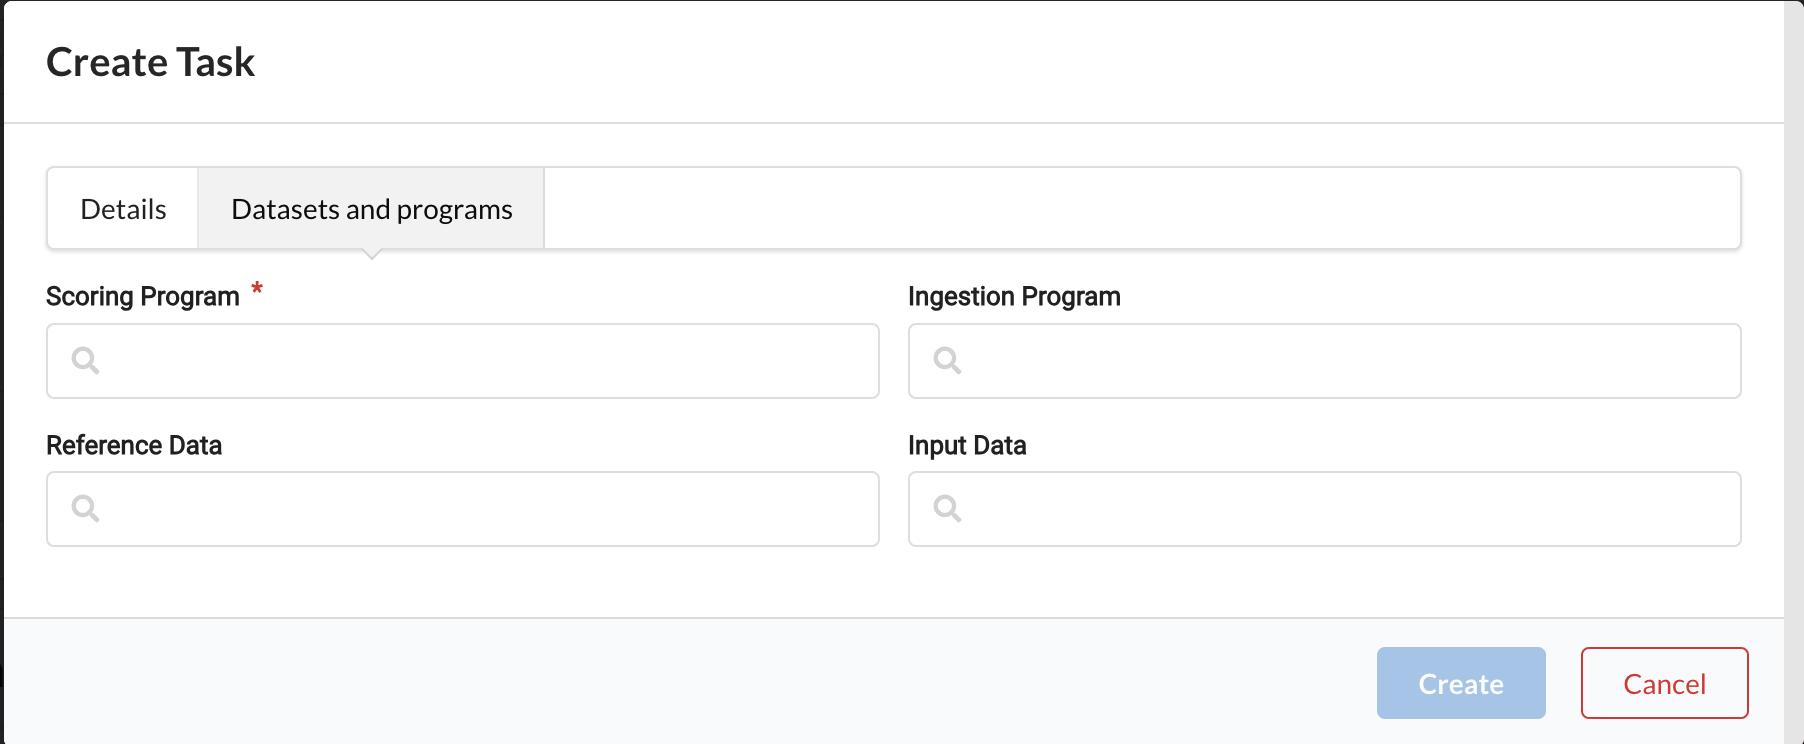 Create Task
Details
Datasets and programs
Scoring Program *
Ingestion Program
Reference Data
Input Data
Create
Cancel